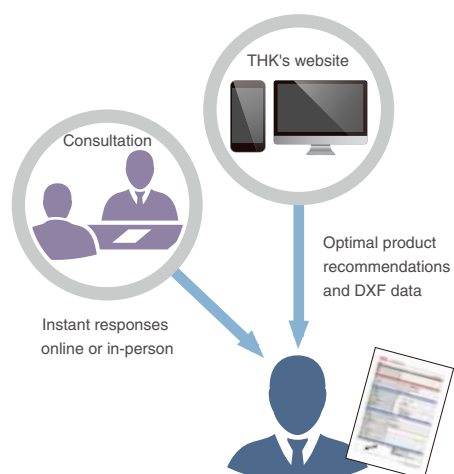 THK's website
Consultation
Optimal product
recommendations
and DXF data
Instant responses
online or in-person